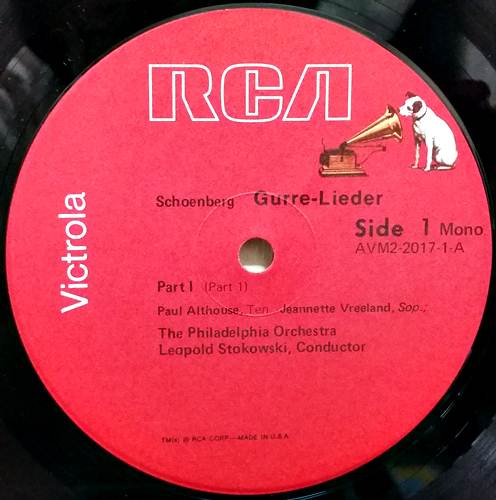 RCA
Victrola
Schoenberg Gurre-Lieder
Side 1 Mono
AVM2-2017-1-A
Part I (Part 1)
Paul Althouse, Ten. Jeannette Vreeland, Sop.;
The Philadelphia Orchestra
Leopold Stokowski, Conductor
TM(s) ® RCA CORP—MADE IN U.S.A